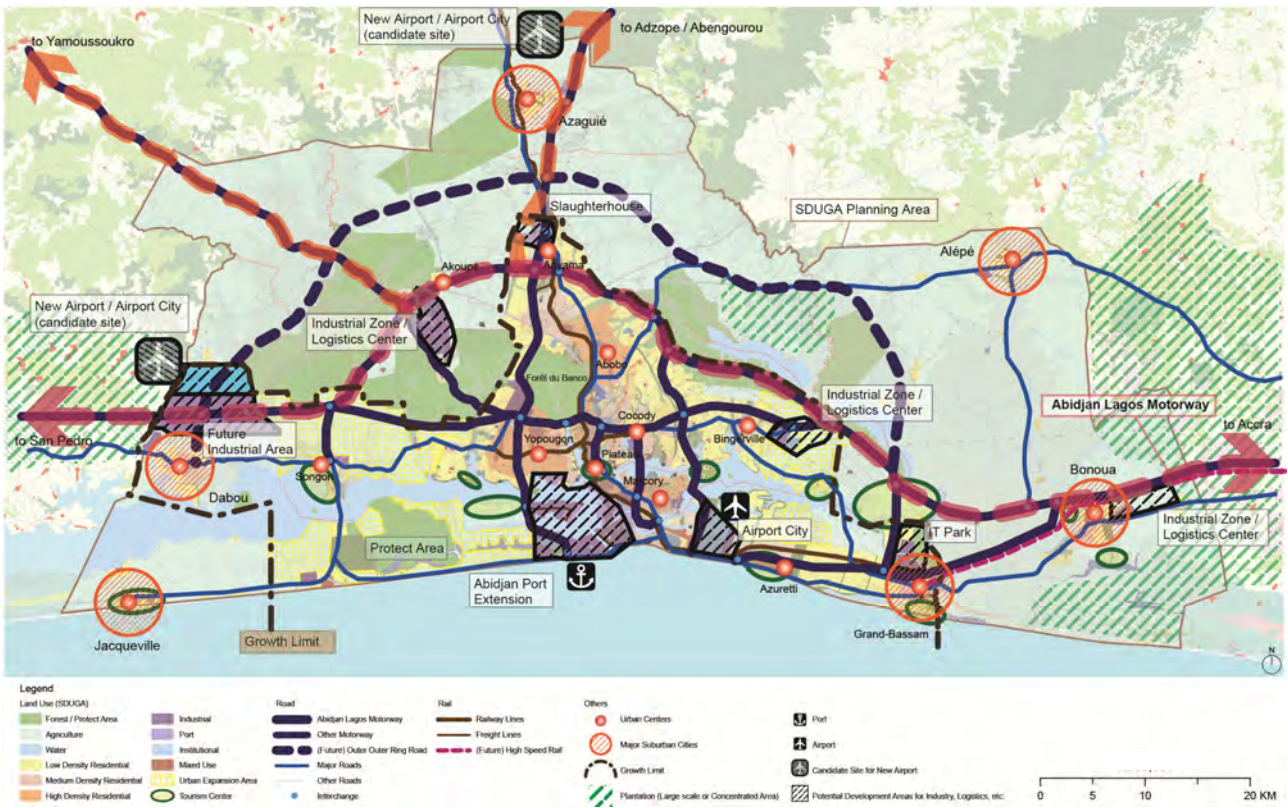 New Airport / Airport City
(candidate site)
to Yamoussoukro
to Adzope / Abengourou
Azaguié
Slaughterhouse
SDUGA Planning Area
Alépé
Anyama
Akoupé
New Airport / Airport City
(candidate site)
Industrial Zone /
Logistics Center
Abobo
Forêt du Banco
Industrial Zone /
Logistics Center
Abidjan Lagos Motorway
Cocody
to San Pedro
Future
Industrial Area
Yopougon
Bingerville
to Accra
Plateau
Songon
Bonoua
Dabou
Marcory
Airport City
IT Park
Industrial Zone /
Logistics Center
Protect Area
Abidjan Port
Extension
Azuretti
Grand-Bassam
Jacqueville
Growth Limit
N
Legend
Land Use (SDUGA)
Forest / Protect Area
Agriculture
Water
Low Density Residential
Medium Density Residential
High Density Residential
Industrial
Port
Institutional
Mixed Use
Urban Expansion Area
Tourism Center
Road
Abidjan Lagos Motorway
Other Motorway
(Future) Outer Outer Ring Road
Major Roads
Other Roads
Interchange
Rail
Railway Lines
Freight Lines
(Future) High Speed Rail
Others
Urban Centers
Major Suburban Cities
Growth Limit
Plantation (Large scale or Concentrated Area)
Port
Airport
Candidate Site for New Airport
Potential Development Areas for Industry, Logistics, etc.
0 5 10 20 KM